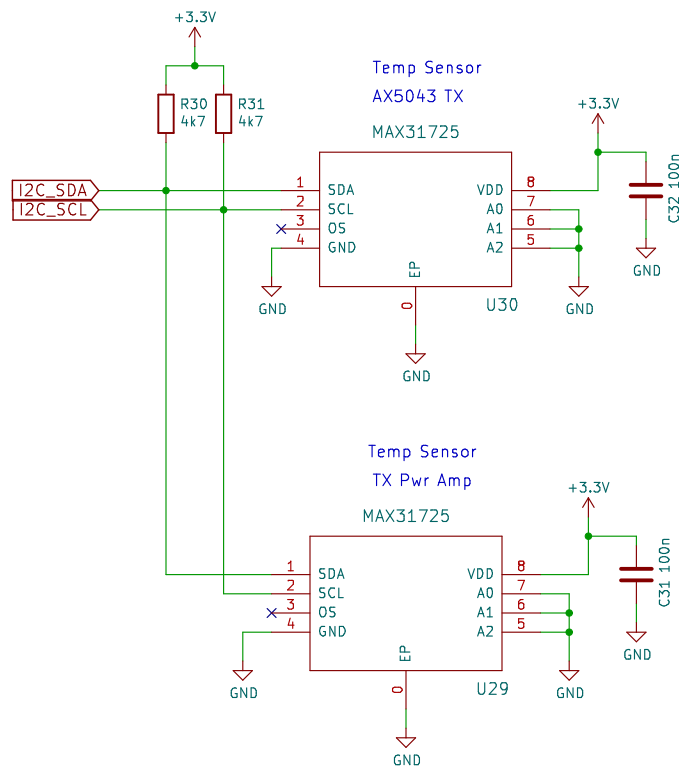 +3.3V
R30
4k7
R31
4k7
I2C_SDA
I2C_SCL
Temp Sensor
AX5043 TX
MAX31725
1 SDA
2 SCL
3 OS
4 GND
VDD 8
A0 7
A1 6
A2 5
EP
0
U30
GND
GND
GND
+3.3V
C32 100n
GND
Temp Sensor
TX Pwr Amp
MAX31725
1 SDA
2 SCL
3 OS
4 GND
VDD 8
A0 7
A1 6
A2 5
EP
0
U29
GND
GND
GND
+3.3V
C31 100n
GND